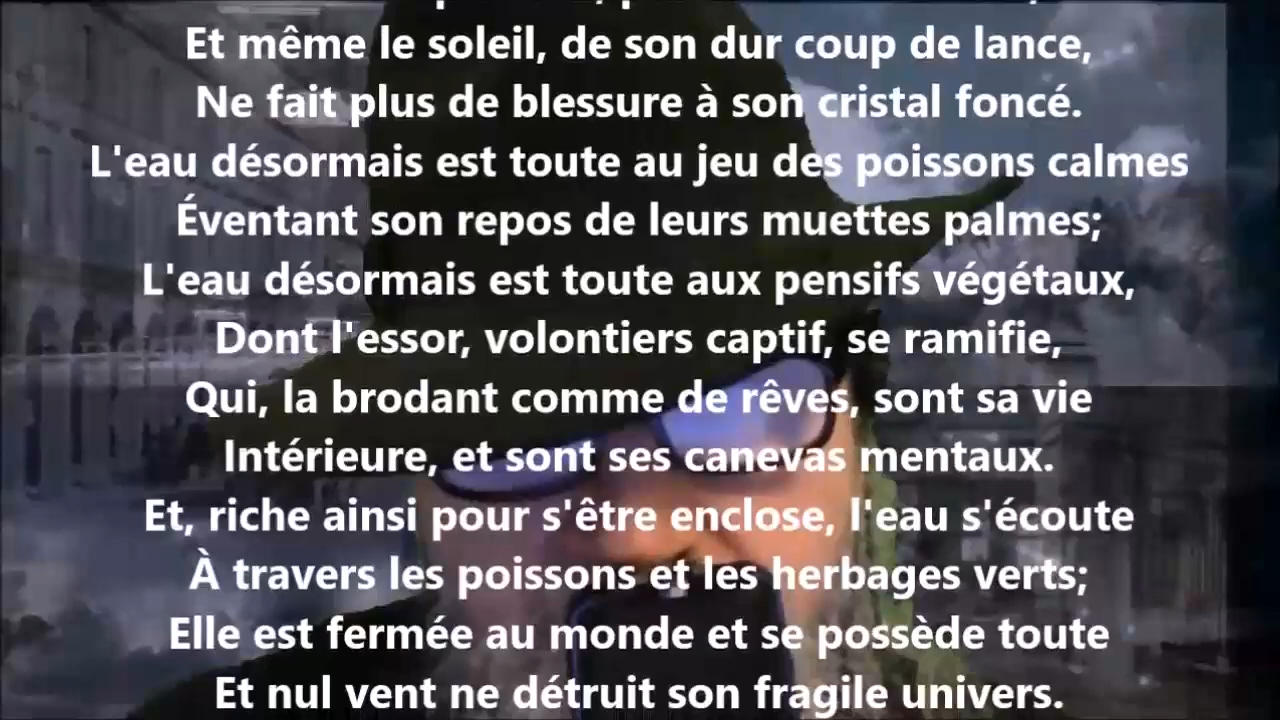 Et même le soleil, de son dur coup de lance,
Ne fait plus de blessure à son cristal foncé.
L'eau désormais est toute au jeu des poissons calmes
Éventant son repos de leurs muettes palmes;
L'eau désormais est toute aux pensifs végétaux,
Dont l'essor, volontiers captif, se ramifie,
Qui, la brodant comme de rêves, sont sa vie
Intérieure, et sont ses canevas mentaux.
Et, riche ainsi pour s'être enclose, l'eau s'écoute
À travers les poissons et les herbages verts;
Elle est fermée au monde et se possède toute
Et nul vent ne détruit son fragile univers.